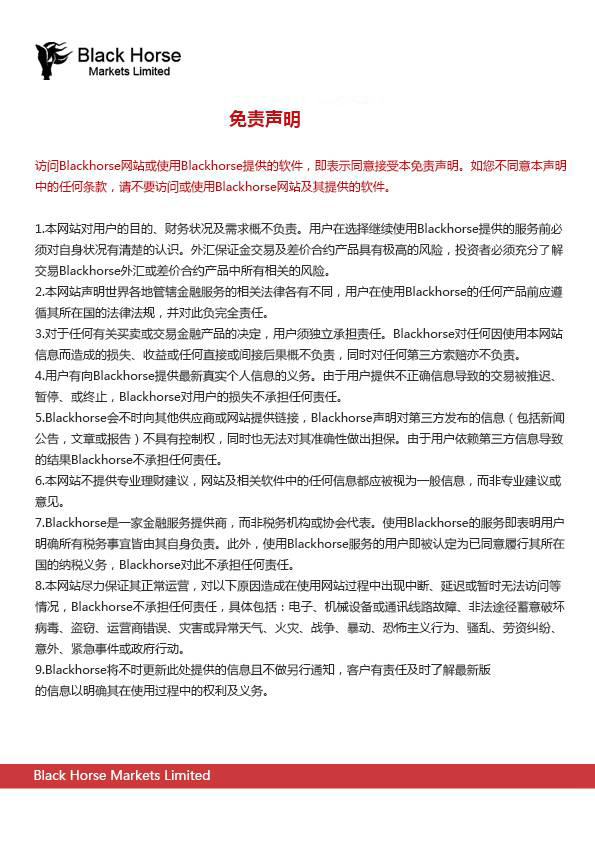 Black Horse
Markets Limited
免责声明
访问Blackhorse网站或使用Blackhorse提供的软件，即表示同意接受本免责声明。如您不同意本声明
中的任何条款，请不要访问或使用Blackhorse网站及其提供的软件。
1.本网站对用户的目的、财务状况及需求概不负责。用户在选择继续使用Blackhorse提供的服务前必
须对自身状况有清楚的认识。外汇保证金交易及差价合约产品具有极高的风险，投资者必须充分了解
交易Blackhorse外汇或差价合约产品中所有相关的风险。
2.本网站声明世界各地管辖金融服务的相关法律各有不同，用户在使用Blackhorse的任何产品前应遵
循其所在国的法律法规，并对此负完全责任。
3.对于任何有关买卖或交易金融产品的决定，用户须独立承担责任。Blackhorse对任何因使用本网站
信息而造成的损失、收益或任何直接或间接后果概不负责，同时对任何第三方索赔亦不负责。
4.用户有向Blackhorse提供最新真实个人信息的义务。由于用户提供不正确信息导致的交易被推迟、
暂停、或终止，Blackhorse对用户的损失不承担任何责任。
5.Blackhorse会不时向其他供应商或网站提供链接，Blackhorse声明对第三方发布的信息（包括新闻
公告，文章或报告）不具有控制权，同时也无法对其准确性做出担保。由于用户依赖第三方信息导致
的结果Blackhorse不承担任何责任。
6.本网站不提供专业理财建议，网站及相关软件中的任何信息都应被视为一般信息，而非专业建议或
意见。
7.Blackhorse是一家金融服务提供商，而非税务机构或协会代表。使用Blackhorse的服务即表明用户
明确所有税务事宜皆由其自身负责。此外，使用Blackhorse服务的用户即被认定为已同意履行其所在
国的纳税义务，Blackhorse对此不承担任何责任。
8.本网站尽力保证其正常运营，对以下原因造成在使用网站过程中出现中断、延迟或暂时无法访问等
情况，Blackhorse不承担任何责任，具体包括：电子、机械设备或通讯线路故障、非法途径蓄意破坏
病毒、盗窃、运营商错误、灾害或异常天气、火灾、战争、暴动、恐怖主义行为、骚乱、劳资纠纷、
意外、紧急事件或政府行动。
9.Blackhorse将不时更新此处提供的信息且不做另行通知，客户有责任及时了解最新版
的信息以明确其在使用过程中的权利及义务。
Black Horse Markets Limited